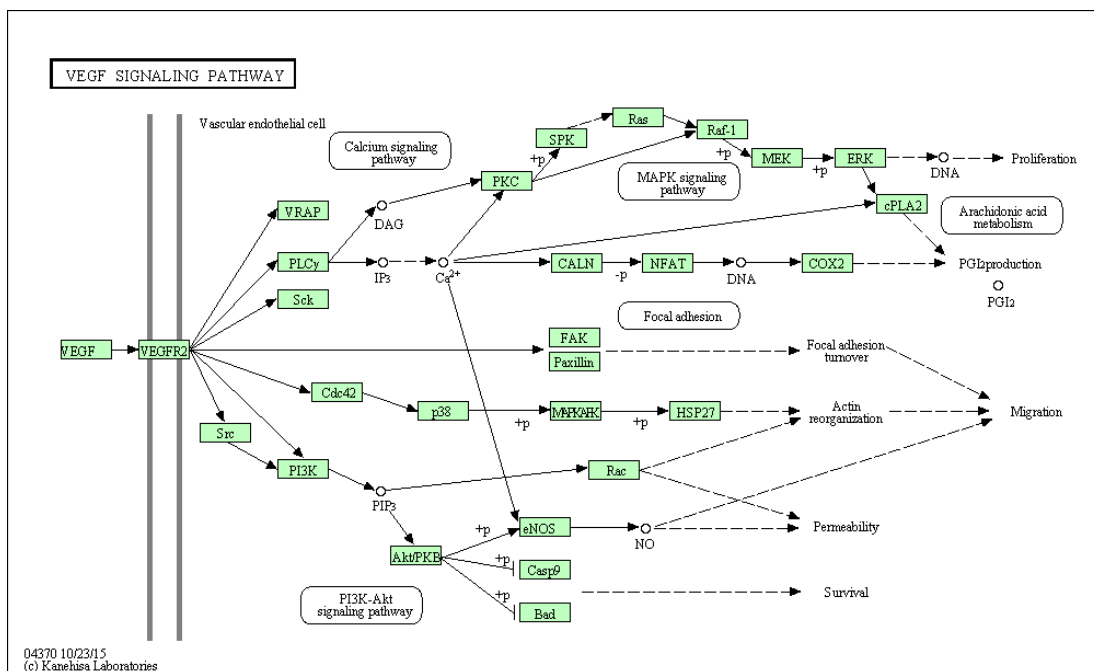 VEGF SIGNALING PATHWAY
Vascular endothelial cell
Calcium signaling
pathway
SPK
Ras
Raf-1
+p
+p
MEK
+p
ERK
DNA
Proliferation
PKC
MAPK signaling
pathway
VRAP
DAG
cPLA2
Arachidonic acid
metabolism
PLCγ
IP3
Ca2+
CALN
-p
NFAT
DNA
COX2
PGI2production
PGI2
Sck
Focal adhesion
VEGF
VEGFR2
FAK
Paxillin
Focal adhesion
turnover
Cdc42
p38
+p
MAPKAPK
+p
HSP27
Actin
reorganization
Migration
Src
PI3K
PIP3
Rac
+p
eNOS
NO
Permeability
Akt/PKB
+p
Casp9
+p
Bad
Survival
PI3K-Akt
signaling pathway
04370 10/23/15
(c) Kanehisa Laboratories